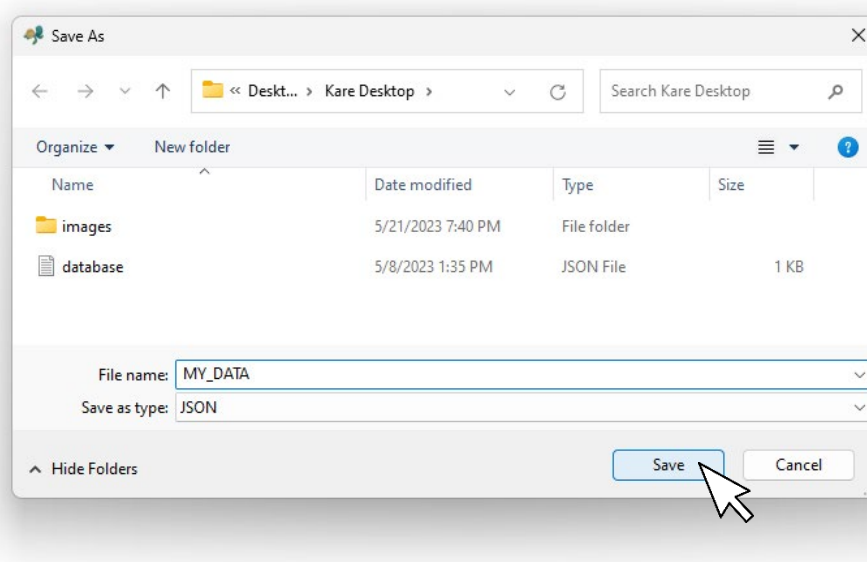 Save As
« Deskt... › Kare Desktop ›
Search Kare Desktop
Organize
New folder
?
Name
Date modified
Type
Size
images
5/21/2023 7:40 PM
File folder
database
5/8/2023 1:35 PM
JSON File
1 KB
File name: MY_DATA
Save as type: JSON
Hide Folders
Save
Cancel